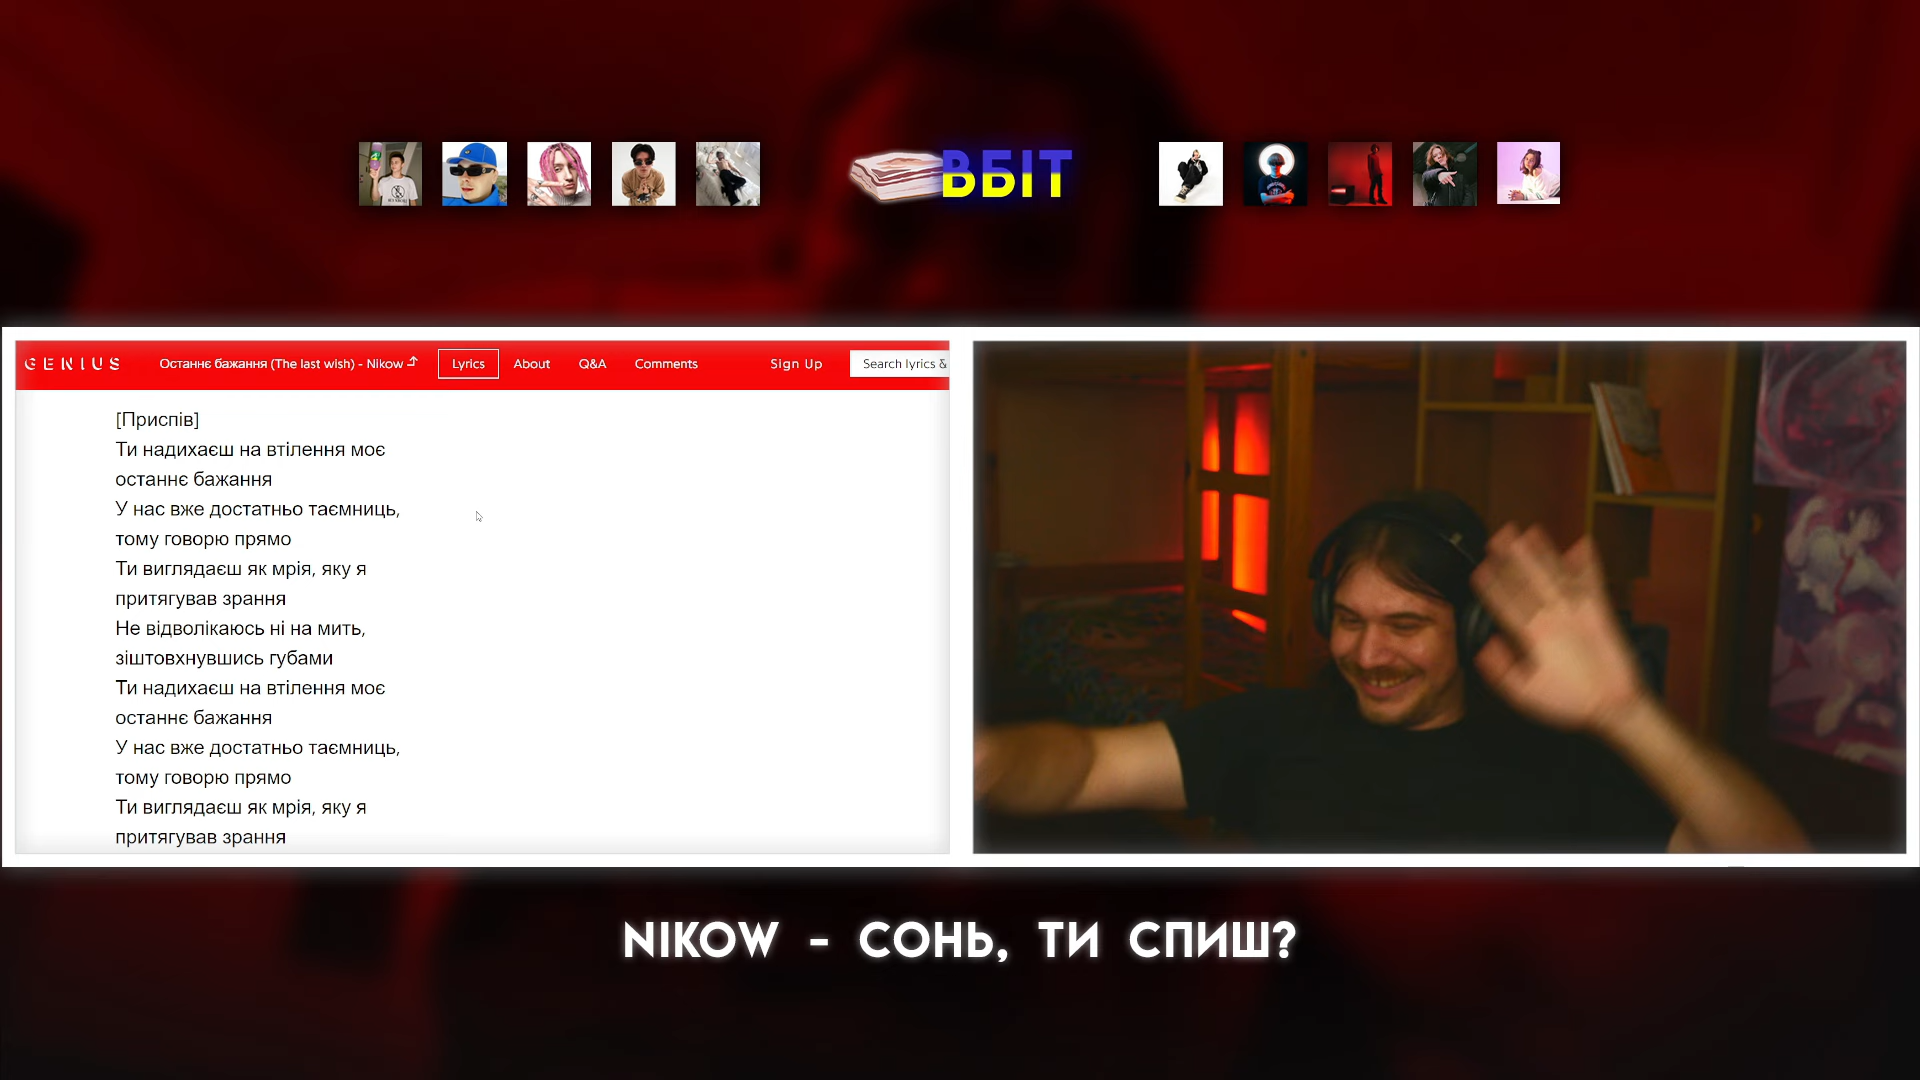 ВБІТ
GENIUS
Останнє бажання (The last wish) - Nikow
Lyrics
About
Q&A
Comments
Sign Up
Search lyrics &
[Приспів]
Ти надихаєш на втілення моє
останнє бажання
У нас вже достатньо таємниць,
тому говорю прямо
Ти виглядаєш як мрія, яку я
притягував зрання
Не відволікаюсь ні на мить,
зіштовхнувшись губами
Ти надихаєш на втілення моє
останнє бажання
У нас вже достатньо таємниць,
тому говорю прямо
Ти виглядаєш як мрія, яку я
притягував зрання
NIKOW - СОНЬ, ТИ СПИШ?